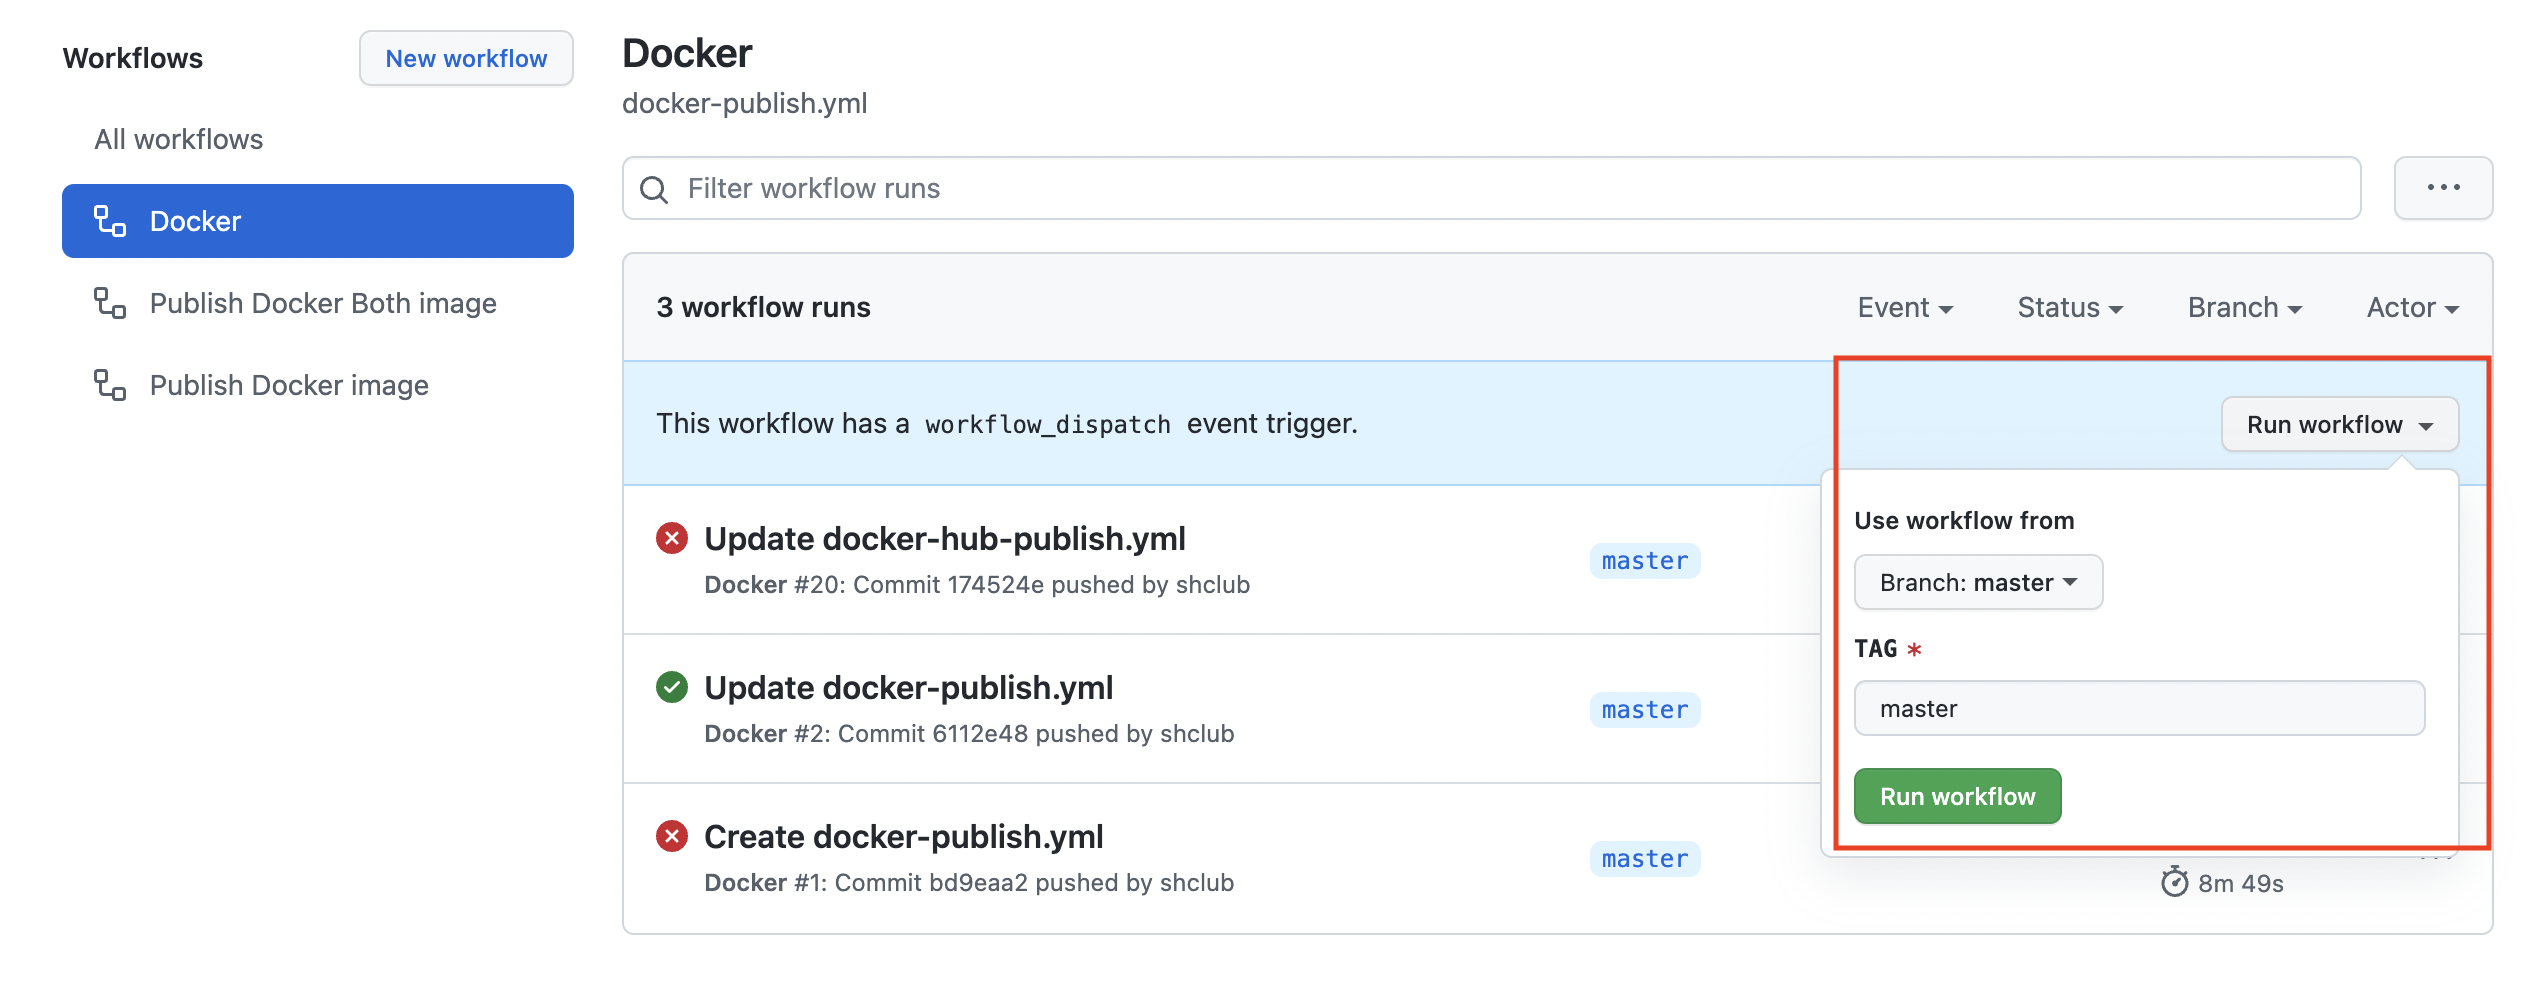 Workflows
New workflow
All workflows
Docker
Publish Docker Both image
Publish Docker image
Docker
docker-publish.yml
Filter workflow runs
3 workflow runs
Event
Status
Branch
Actor
This workflow has a workflow_dispatch event trigger.
Run workflow
Use workflow from
Branch: master
TAG *
master
Run workflow
Update docker-hub-publish.yml
Docker #20: Commit 174524e pushed by shclub
master
Update docker-publish.yml
Docker #2: Commit 6112e48 pushed by shclub
master
Create docker-publish.yml
Docker #1: Commit bd9eaa2 pushed by shclub
master
8m 49s